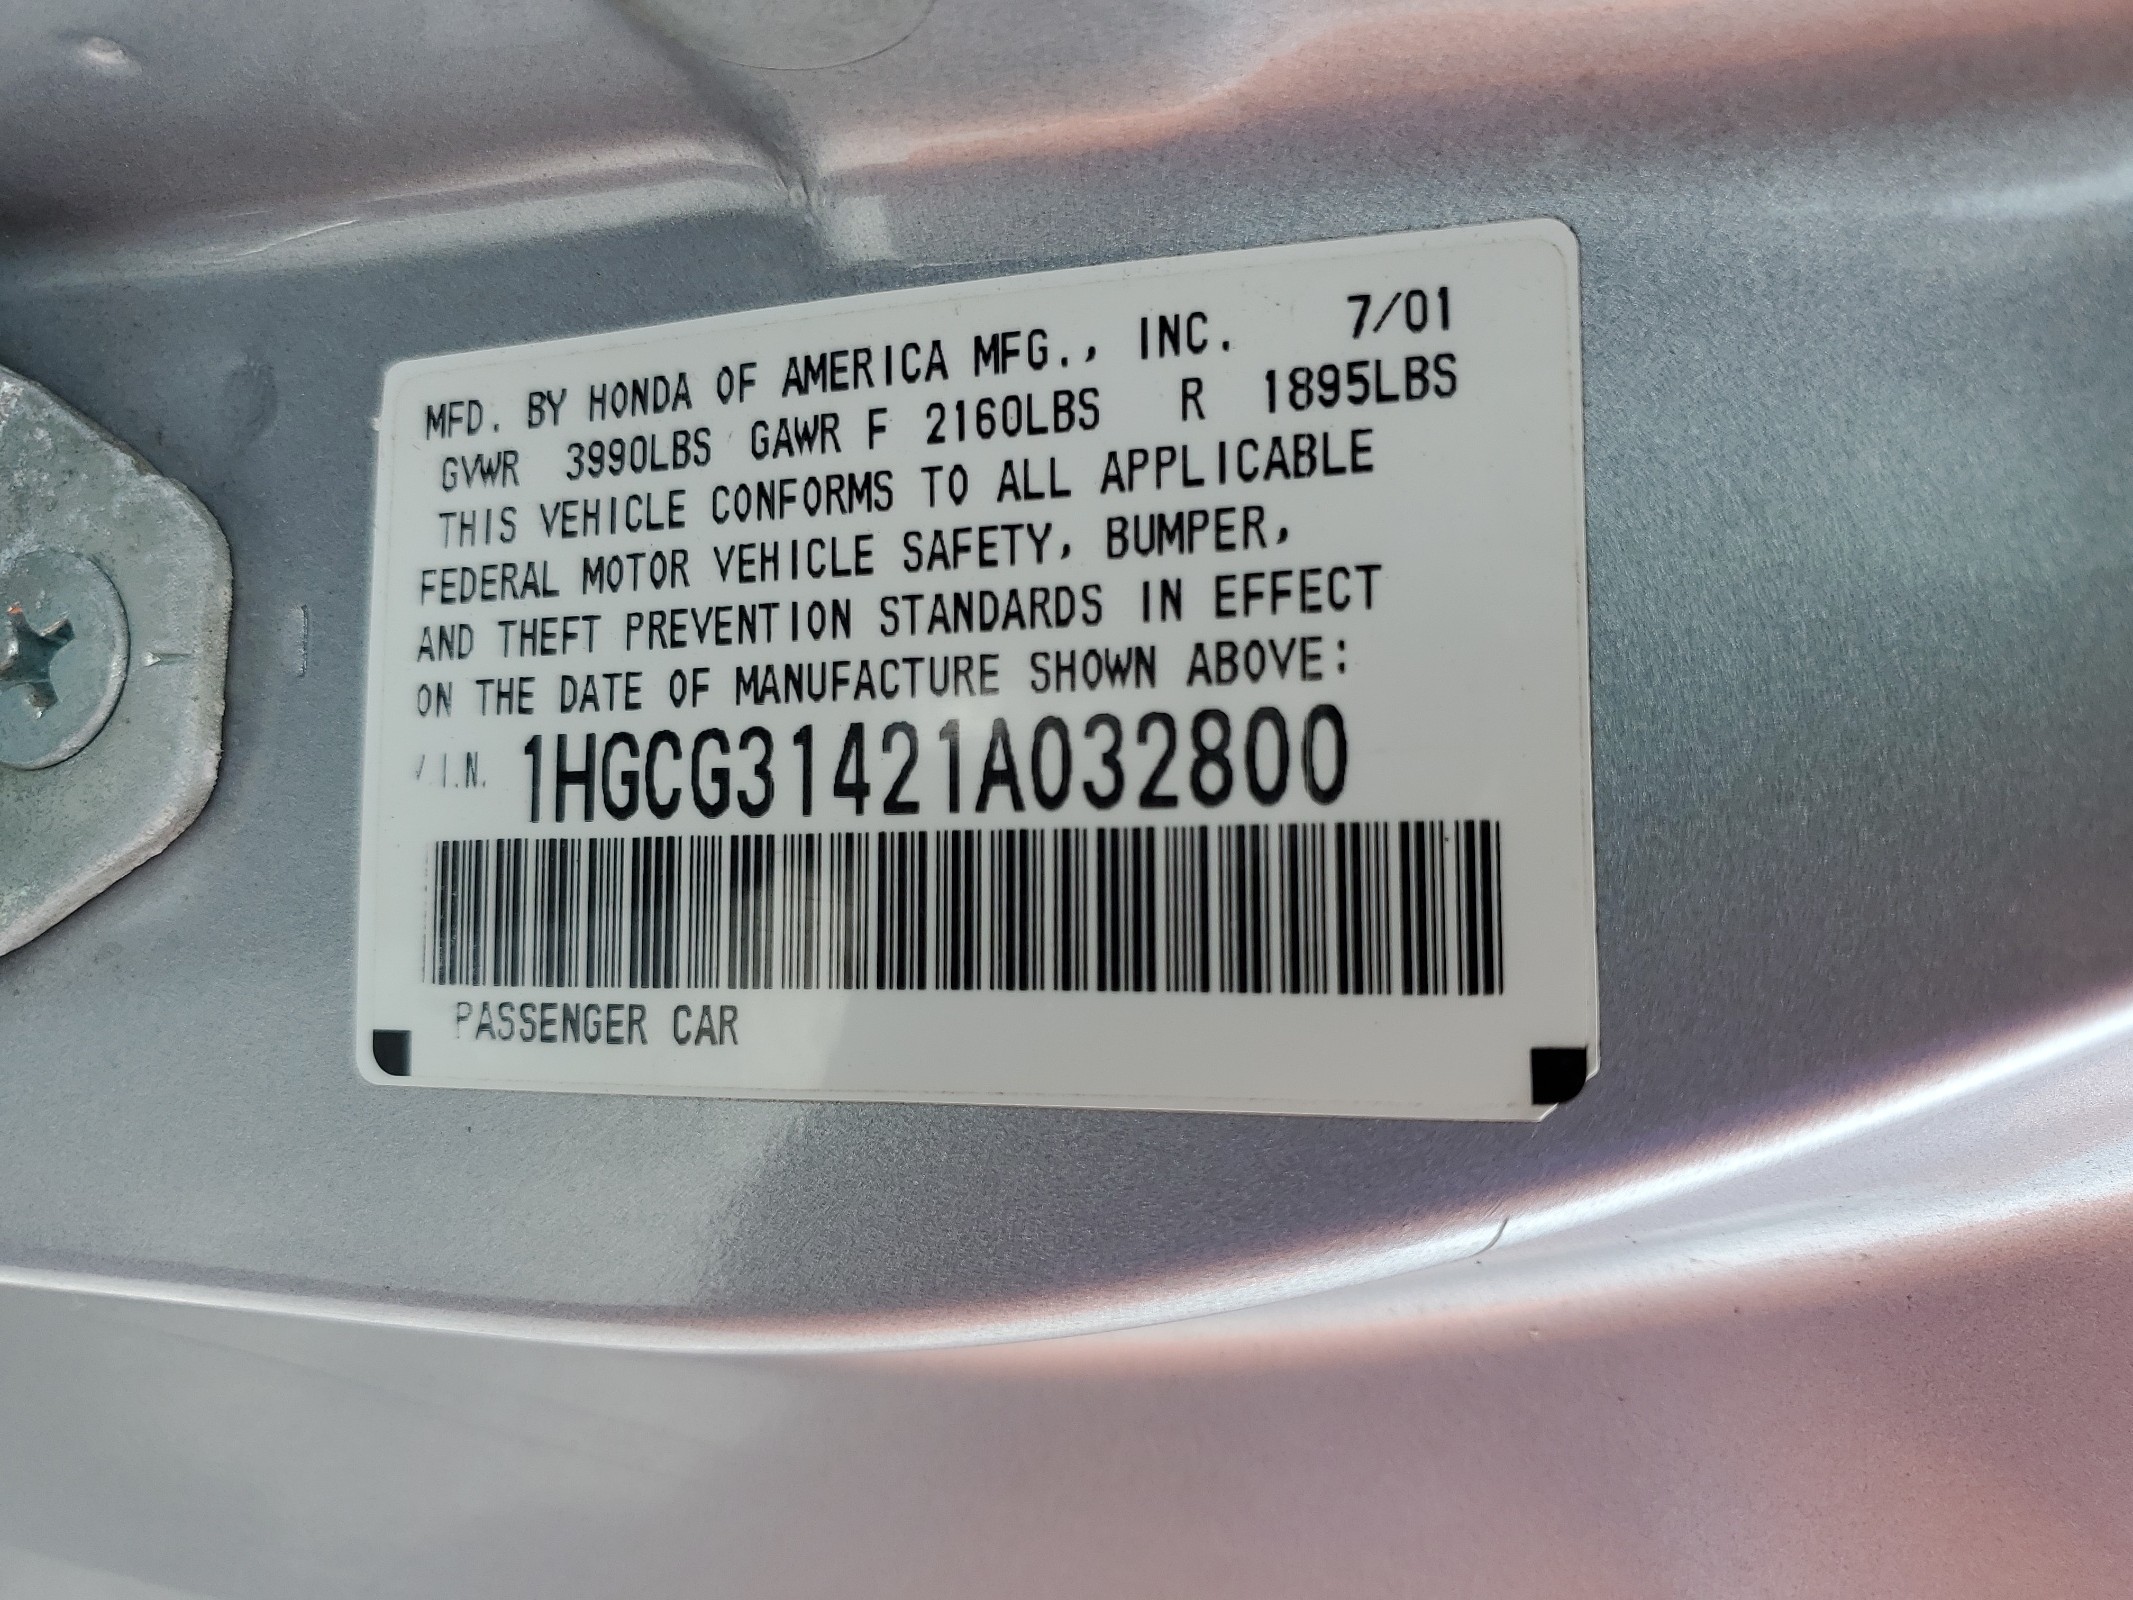 MFD. BY HONDA OF AMERICA MFG., INC. 7/01
GVWR 3990LBS GAWR F 2160LBS R 1895LBS
THIS VEHICLE CONFORMS TO ALL APPLICABLE
FEDERAL MOTOR VEHICLE SAFETY, BUMPER,
AND THEFT PREVENTION STANDARDS IN EFFECT
ON THE DATE OF MANUFACTURE SHOWN ABOVE:
V.I.N. 1HGCG31421A032800
PASSENGER CAR